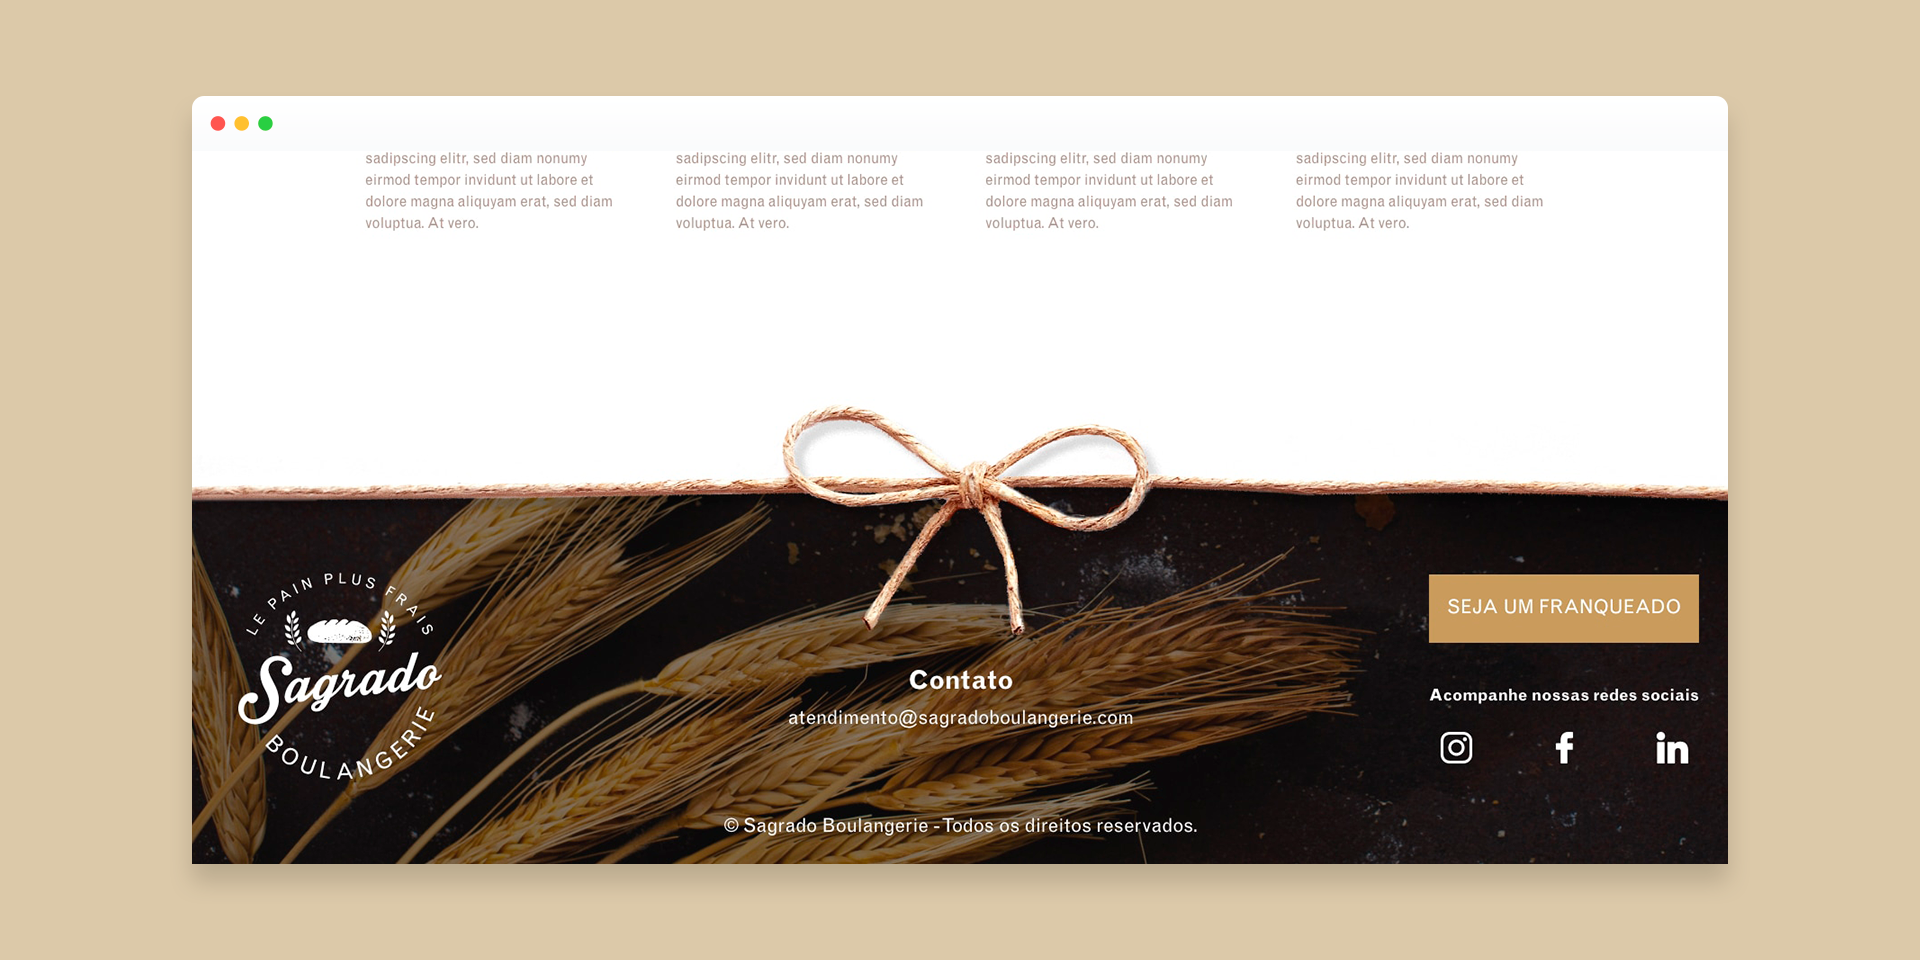 sadipscing elitr, sed diam nonumy
eirmod tempor invidunt ut labore et
dolore magna aliquyam erat, sed diam
voluptua. At vero.
sadipscing elitr, sed diam nonumy
eirmod tempor invidunt ut labore et
dolore magna aliquyam erat, sed diam
voluptua. At vero.
sadipscing elitr, sed diam nonumy
eirmod tempor invidunt ut labore et
dolore magna aliquyam erat, sed diam
voluptua. At vero.
sadipscing elitr, sed diam nonumy
eirmod tempor invidunt ut labore et
dolore magna aliquyam erat, sed diam
voluptua. At vero.
LE PAIN PLUS FRAIS
Sagrado
BOULANGERIE
Contato
atendimento@sagradoboulangerie.com
SEJA UM FRANQUEADO
Acompanhe nossas redes sociais
© Sagrado Boulangerie - Todos os direitos reservados.